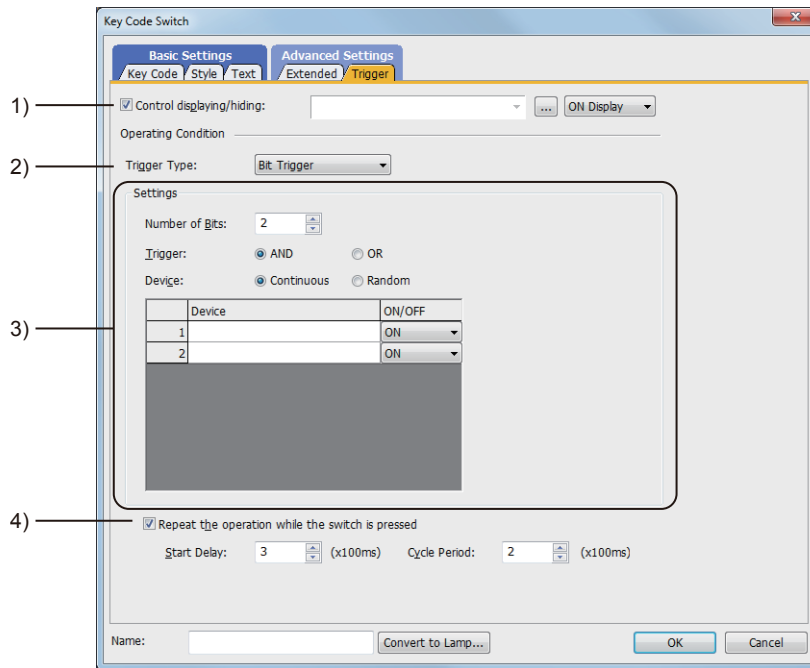 Key Code Switch
Basic Settings Advanced Settings
Key Code Style Text Extended Trigger
1) Control displaying/hiding: ... ON Display
Operating Condition
2) Trigger Type: Bit Trigger
Settings
Number of Bits: 2
Trigger: AND OR
Device: Continuous Random
Device ON/OFF
3) 1 ON
2 ON
4) Repeat the operation while the switch is pressed
Start Delay: 3 (x100ms) Cycle Period: 2 (x100ms)
Name: Convert to Lamp... OK Cancel